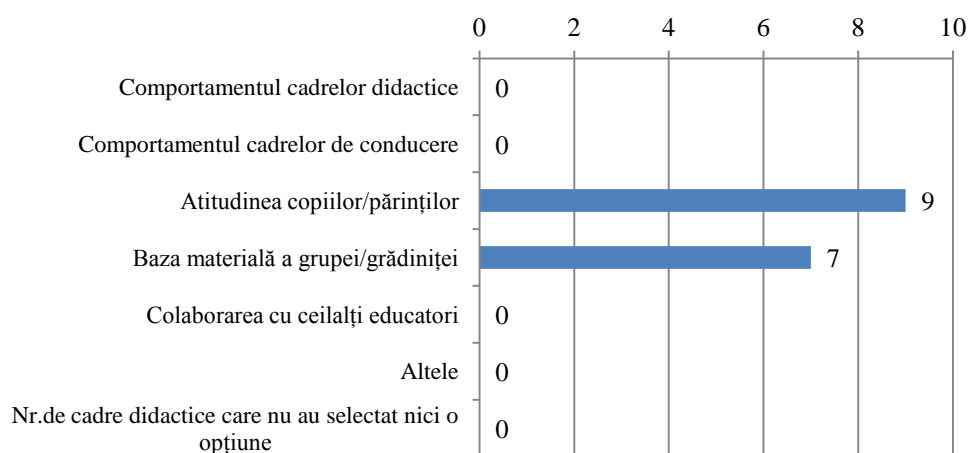 0 2 4 6 8 10
Comportamentul cadrelor didactice 0
Comportamentul cadrelor de conducere 0
Atitudinea copiilor/părinților 9
Baza materială a grupei/grădiniței 7
Colaborarea cu ceilalți educatori 0
Altele 0
Nr.de cadre didactice care nu au selectat nici o
opțiune 0